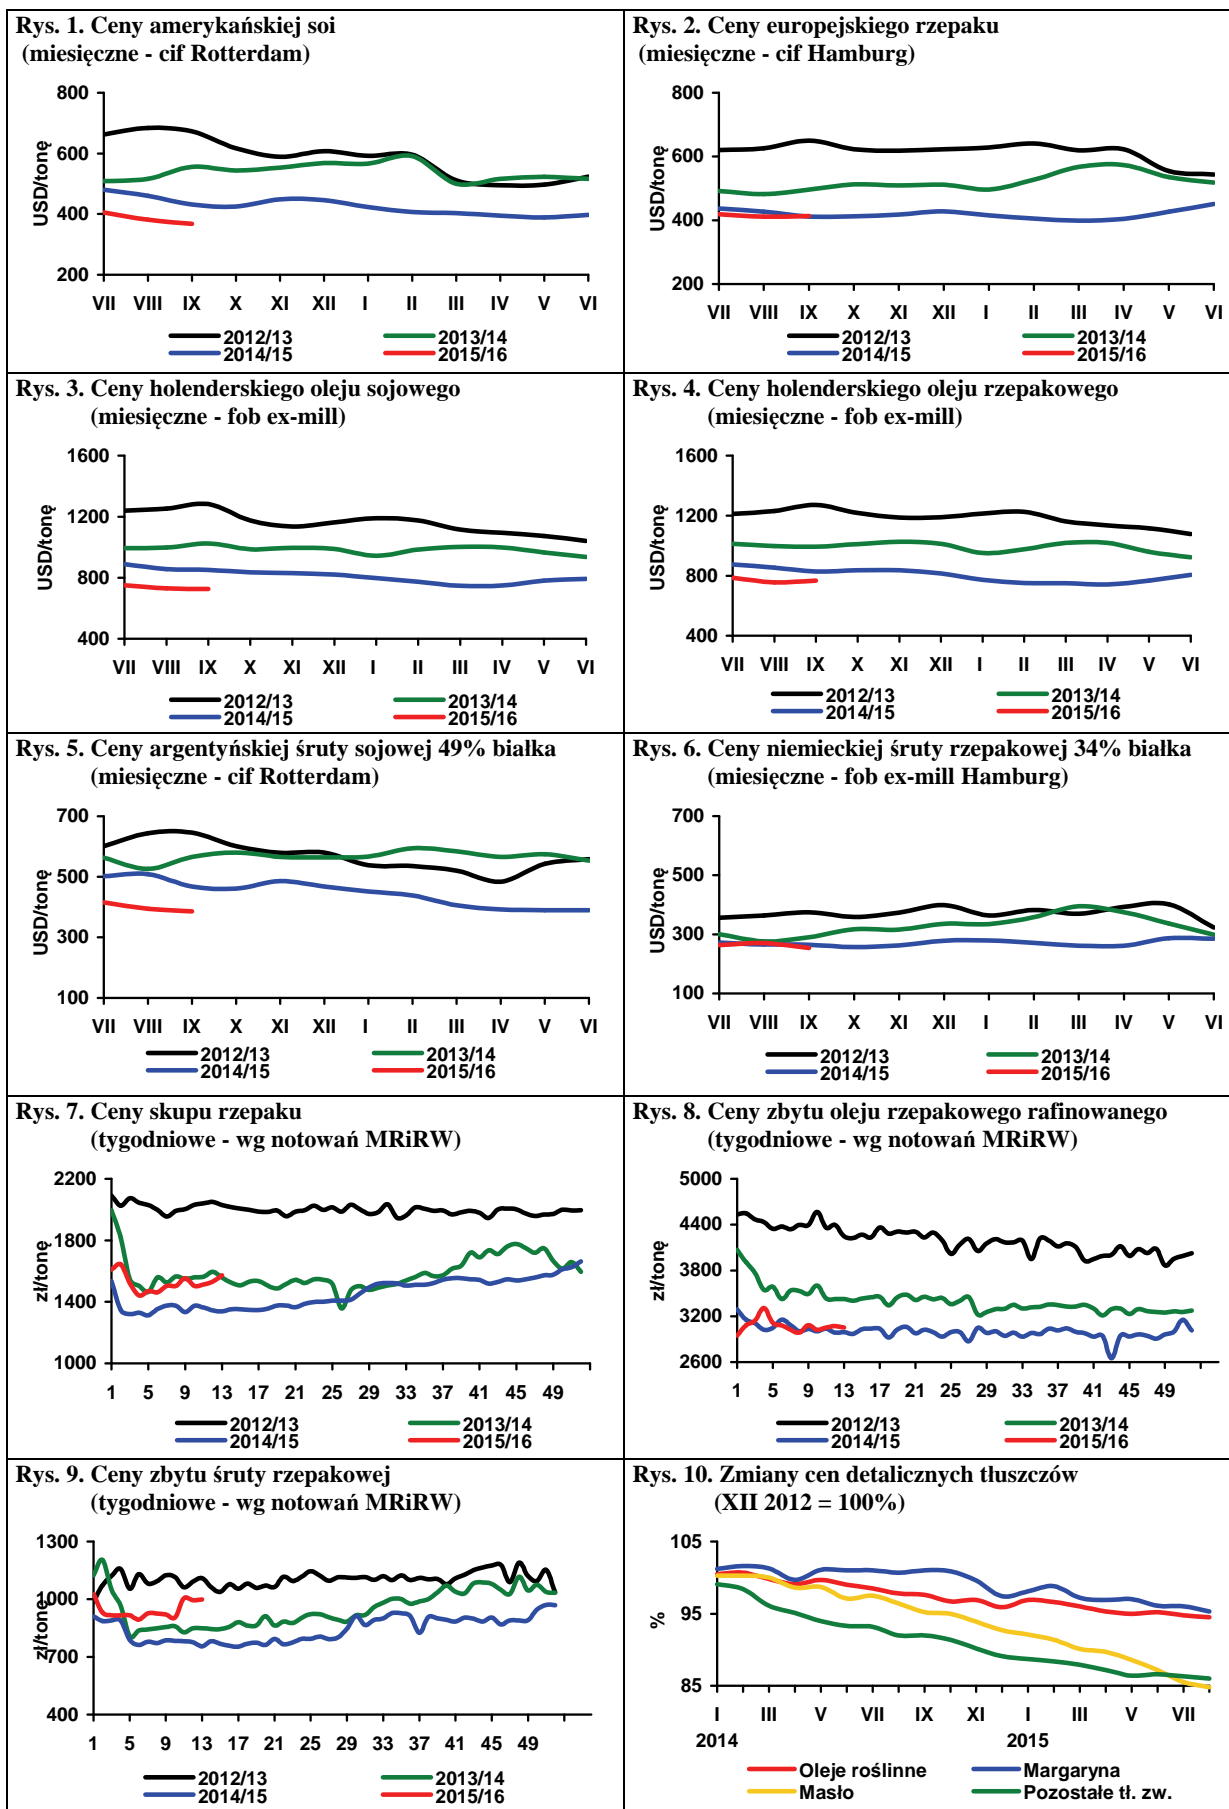 Rys. 1. Ceny amerykańskiej soi
(miesięczne - cif Rotterdam)
USD/tonę
800
600
400
200
VII VIII IX X XI XII I II III IV V VI
2012/13 2013/14
2014/15 2015/16
Rys. 2. Ceny europejskiego rzepaku
(miesięczne - cif Hamburg)
USD/tonę
800
600
400
200
VII VIII IX X XI XII I II III IV V VI
2012/13 2013/14
2014/15 2015/16
Rys. 3. Ceny holenderskiego oleju sojowego
(miesięczne - fob ex-mill)
USD/tonę
1600
1200
800
400
VII VIII IX X XI XII I II III IV V VI
2012/13 2013/14
2014/15 2015/16
Rys. 4. Ceny holenderskiego oleju rzepakowego
(miesięczne - fob ex-mill)
USD/tonę
1600
1200
800
400
VII VIII IX X XI XII I II III IV V VI
2012/13 2013/14
2014/15 2015/16
Rys. 5. Ceny argentyńskiej śruty sojowej 49% białka
(miesięczne - cif Rotterdam)
USD/tonę
700
500
300
100
VII VIII IX X XI XII I II III IV V VI
2012/13 2013/14
2014/15 2015/16
Rys. 6. Ceny niemieckiej śruty rzepakowej 34% białka
(miesięczne - fob ex-mill Hamburg)
USD/tonę
700
500
300
100
VII VIII IX X XI XII I II III IV V VI
2012/13 2013/14
2014/15 2015/16
Rys. 7. Ceny skupu rzepaku
(tygodniowe - wg notowań MRiRW)
zł/tonę
2200
1800
1400
1000
1 5 9 13 17 21 25 29 33 37 41 45 49
2012/13 2013/14
2014/15 2015/16
Rys. 8. Ceny zbytu oleju rzepakowego rafinowanego
(tygodniowe - wg notowań MRiRW)
zł/tonę
5000
4400
3800
3200
2600
1 5 9 13 17 21 25 29 33 37 41 45 49
2012/13 2013/14
2014/15 2015/16
Rys. 9. Ceny zbytu śruty rzepakowej
(tygodniowe - wg notowań MRiRW)
zł/tonę
1300
1000
700
400
1 5 9 13 17 21 25 29 33 37 41 45 49
2012/13 2013/14
2014/15 2015/16
Rys. 10. Zmiany cen detalicznych tłuszczów
(XII 2012 = 100%)
%
105
95
85
I III V VII IX XI I III V VII
2014 2015
Oleje roślinne Margaryna
Masło Pozostałe tł. zw.